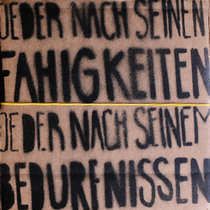 JEDER NACH SEINEN
FAHIGKEITEN
JEDER NACH SEINEM
BEDURFNISSEN